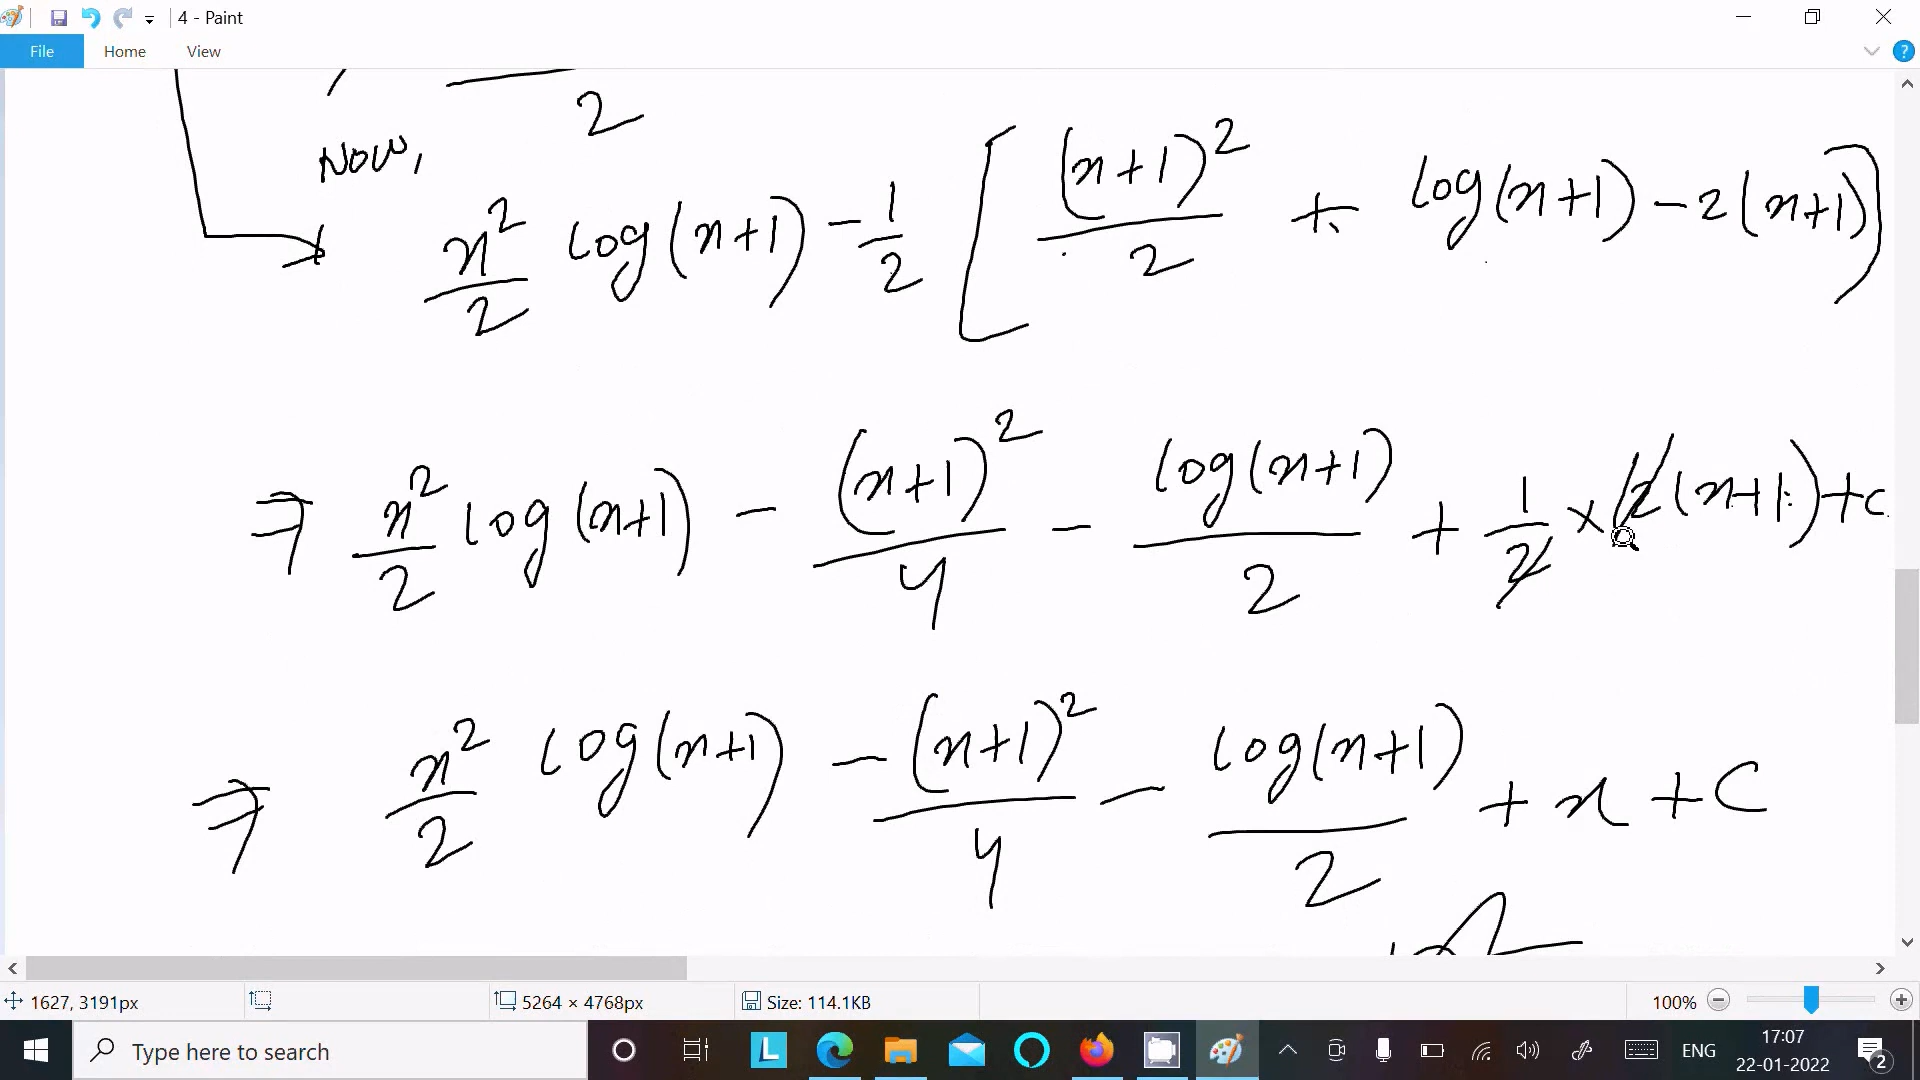 4 - Paint
File Home View
2
Now,
x²/2 log(x+1) - 1/2 [ (x+1)²/2 + log(x+1) - 2(x+1) ]
⇒ x²/2 log(x+1) - (x+1)²/4 - log(x+1)/2 + 1/2 × 2(x+1) + c
⇒ x²/2 log(x+1) - (x+1)²/4 - log(x+1)/2 + x + C
1627, 3191px 5264 × 4768px Size: 114.1KB 100%
Type here to search L ENG 17:07
22-01-2022 2